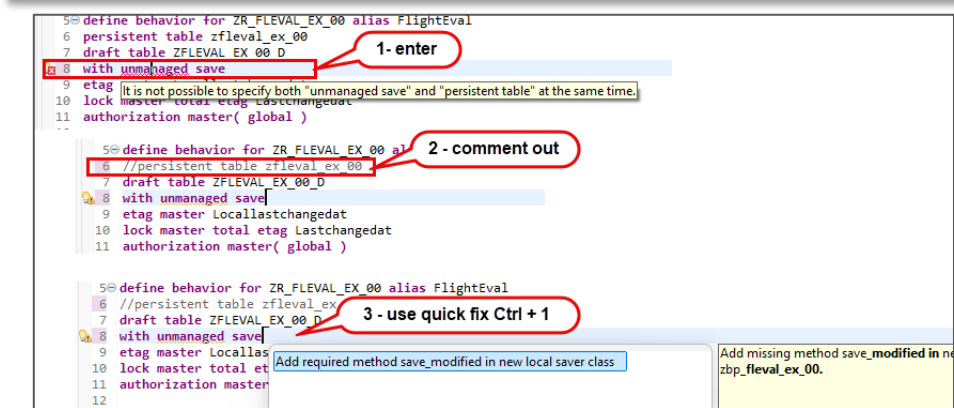 5 define behavior for ZR_FLEVAL_EX_00 alias FlightEval
6 persistent table zfleval_ex_00
7 draft table ZFLEVAL_EX_00_D
1- enter
8 with unmanaged save
9 etag
It is not possible to specify both "unmanaged save" and "persistent table" at the same time.
10 lock master total etag Lastchangedat
11 authorization master( global )
5 define behavior for ZR_FLEVAL_EX_00 al
2 - comment out
6 //persistent table zfleval_ex_00
7 draft table ZFLEVAL_EX_00_D
8 with unmanaged save
9 etag master Locallastchangedat
10 lock master total etag Lastchangedat
11 authorization master( global )
5 define behavior for ZR_FLEVAL_EX_00 alias FlightEval
6 //persistent table zfleval_ex
3 - use quick fix Ctrl + 1
7 draft table ZFLEVAL_EX_00_D
8 with unmanaged save
9 etag master Locallas
Add required method save_modified in new local saver class
Add missing method save_modified in ne
10 lock master total et
zbp_fleval_ex_00.
11 authorization master
12